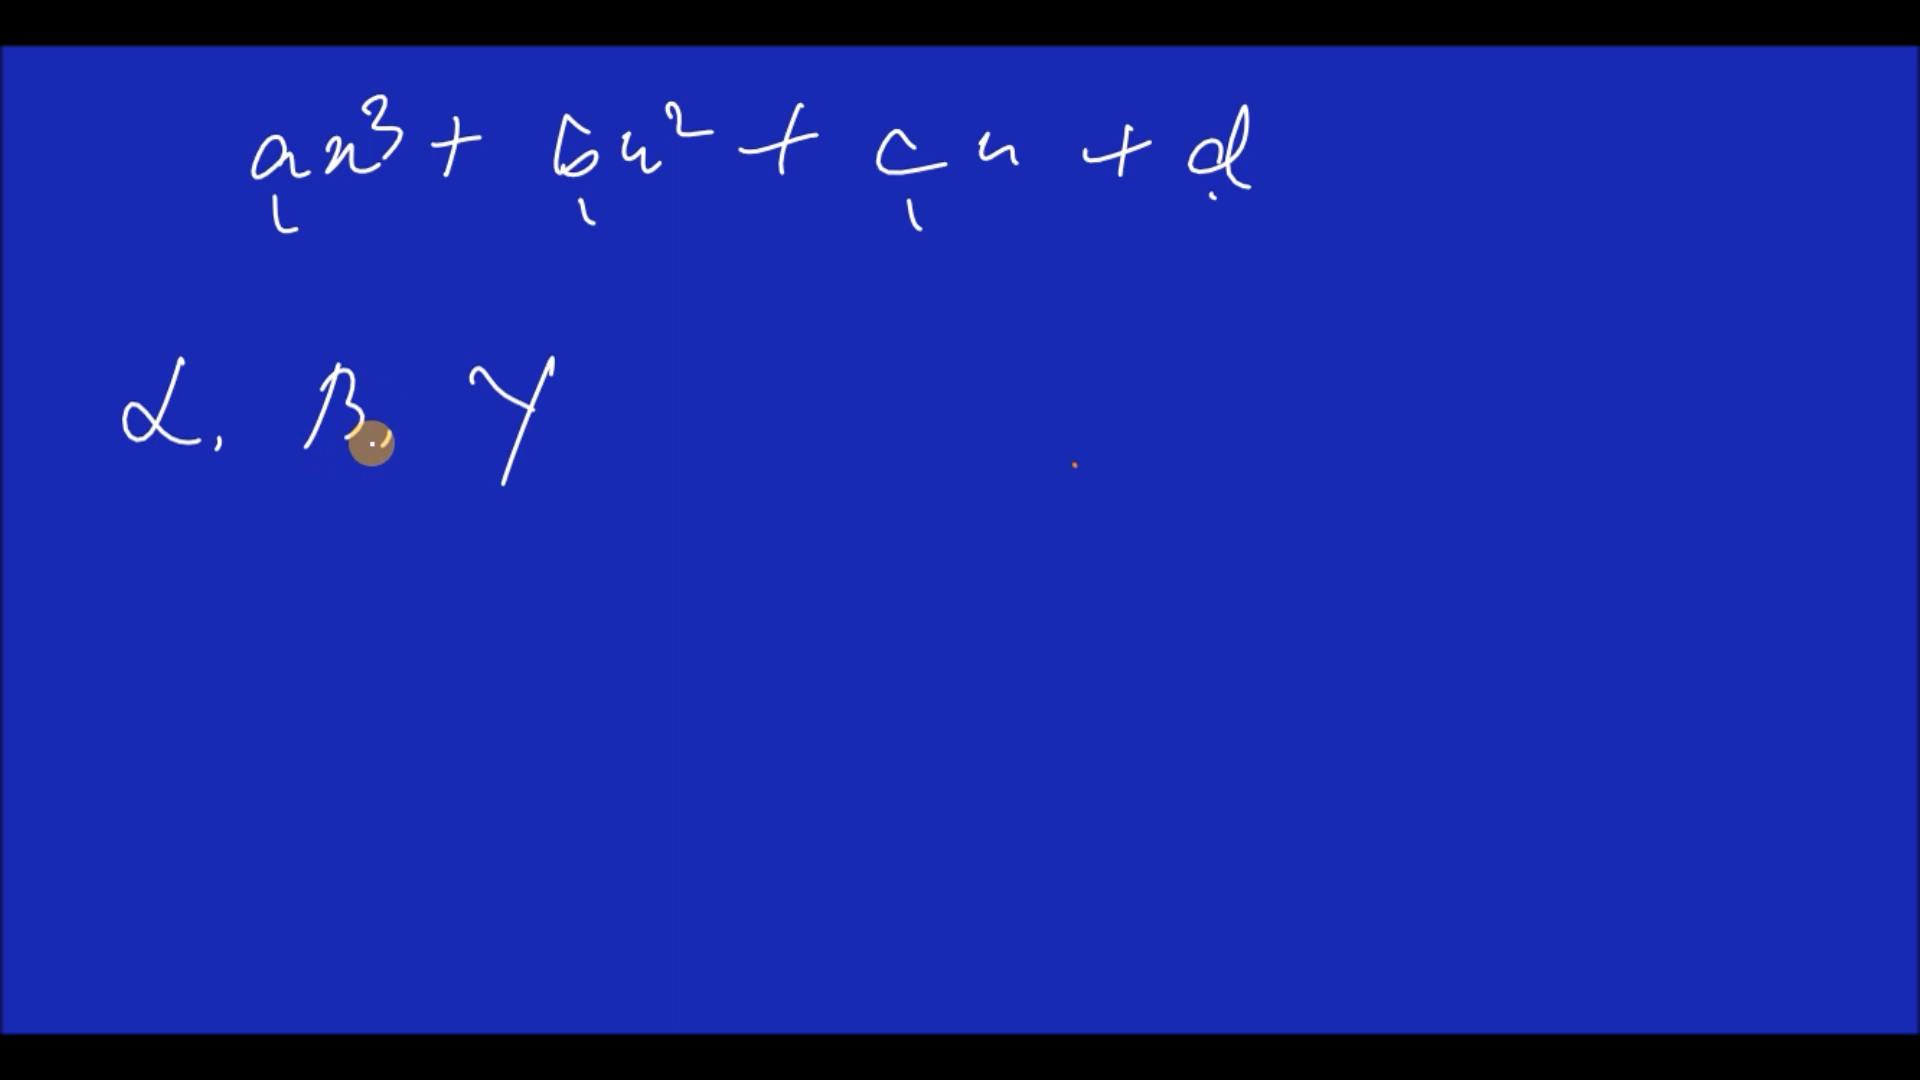 ax³ + bx² + cx + d
α, β, γ